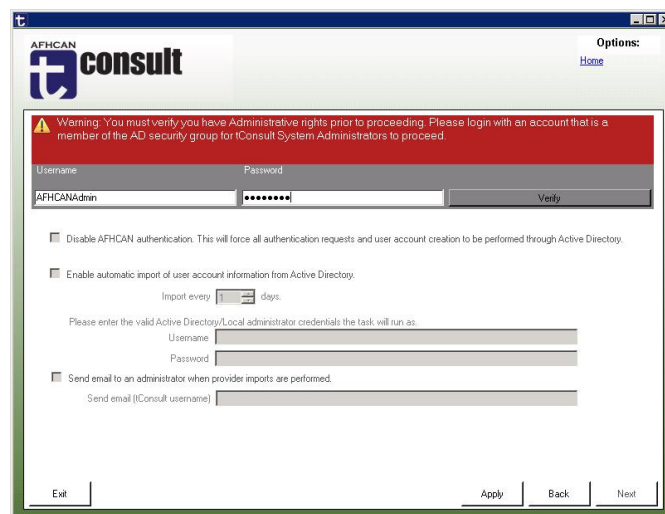 t
AFHCAN
t consult
Options:
Home
Warning: You must verify you have Administrative rights prior to proceeding. Please login with an account that is a
member of the AD security group for tConsult System Administrators to proceed.
Username Password
AFHCANAdmin ●●●●●●●● Verify
Disable AFHCAN authentication. This will force all authentication requests and user account creation to be performed through Active Directory.
Enable automatic import of user account information from Active Directory.
Import every 1 days.
Please enter the valid Active Directory/Local administrator credentials the task will run as.
Username
Password
Send email to an administrator when provider imports are performed.
Send email (tConsult username)
Exit Apply Back Next